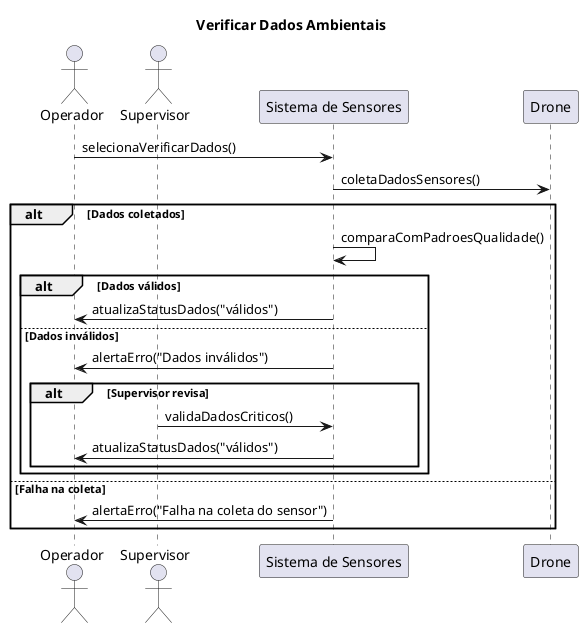 Verificar Dados Ambientais
Operador
Supervisor
Sistema de Sensores
Drone
selecionaVerificarDados()
coletaDadosSensores()
alt [Dados coletados]
comparaComPadroesQualidade()
alt [Dados válidos]
atualizaStatusDados("válidos")
[Dados inválidos]
alertaErro("Dados inválidos")
alt [Supervisor revisa]
validaDadosCriticos()
atualizaStatusDados("válidos")
[Falha na coleta]
alertaErro("Falha na coleta do sensor")
Operador
Supervisor
Sistema de Sensores
Drone